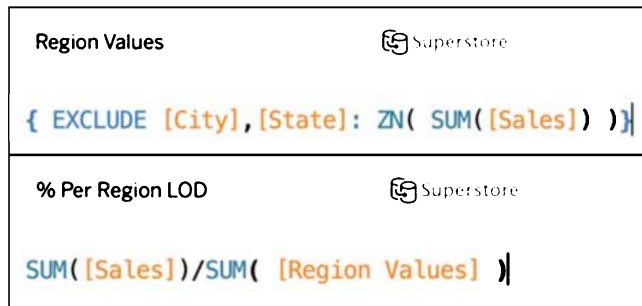 Region Values
Superstore
{ EXCLUDE [City],[State]: ZN( SUM([Sales]) )}
% Per Region LOD
Superstore
SUM([Sales])/SUM( [Region Values] )